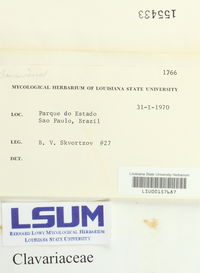 155433
1766
MYCOLOGICAL HERBARIUM OF LOUISIANA STATE UNIVERSITY
31-I-1970
LOC. Parque do Estado
Sao Paulo, Brazil
LEG. B. V. Skvortzov #27
DET.
Louisiana State University Herbarium
LSUM
BERNARD LOWY MYCOLOGICAL HERBARIUM
LOUISIANA STATE UNIVERSITY
Clavariaceae